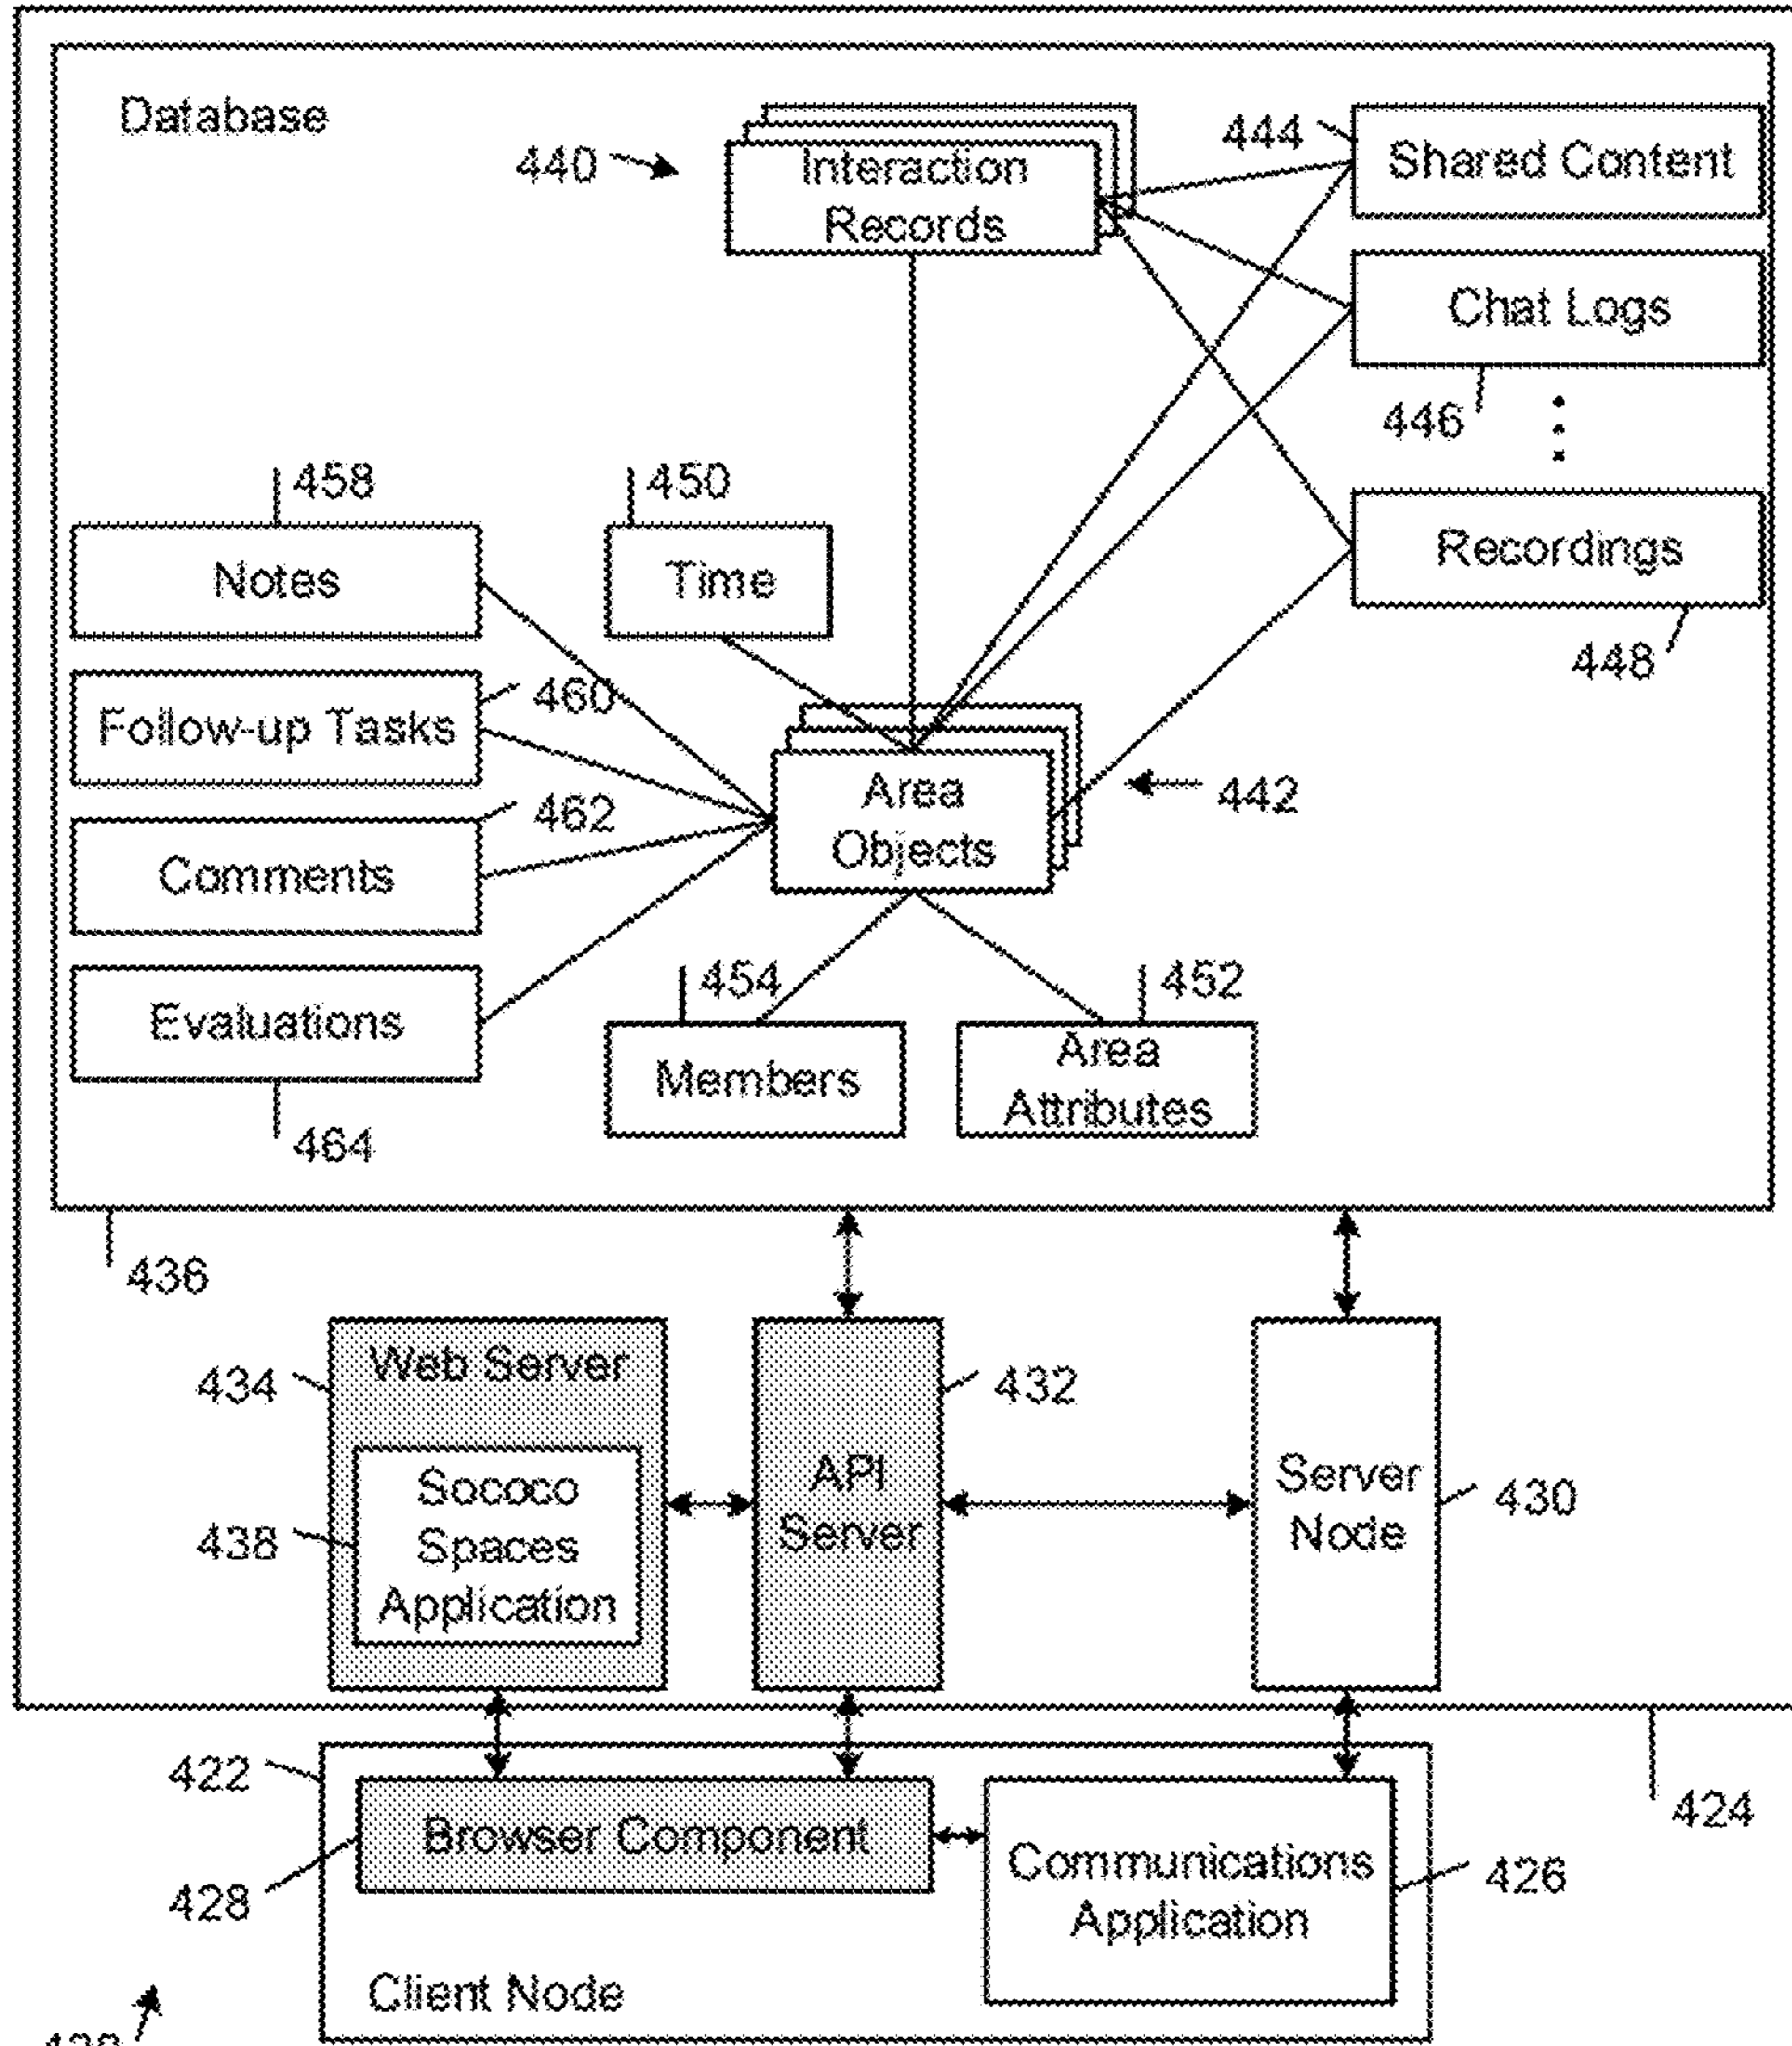 Database
440
Interaction
Records
444
Shared Content
Chat Logs
446
458
450
Notes
Time
Recordings
448
460
Follow-up Tasks
462
Area
Objects
442
Comments
454
452
Evaluations
Members
Area
Attributes
464
436
434
Web Server
432
API
Server
Server
Node
430
438
Sococo
Spaces
Application
422
424
Browser Component
428
Communications
Application
426
Client Node